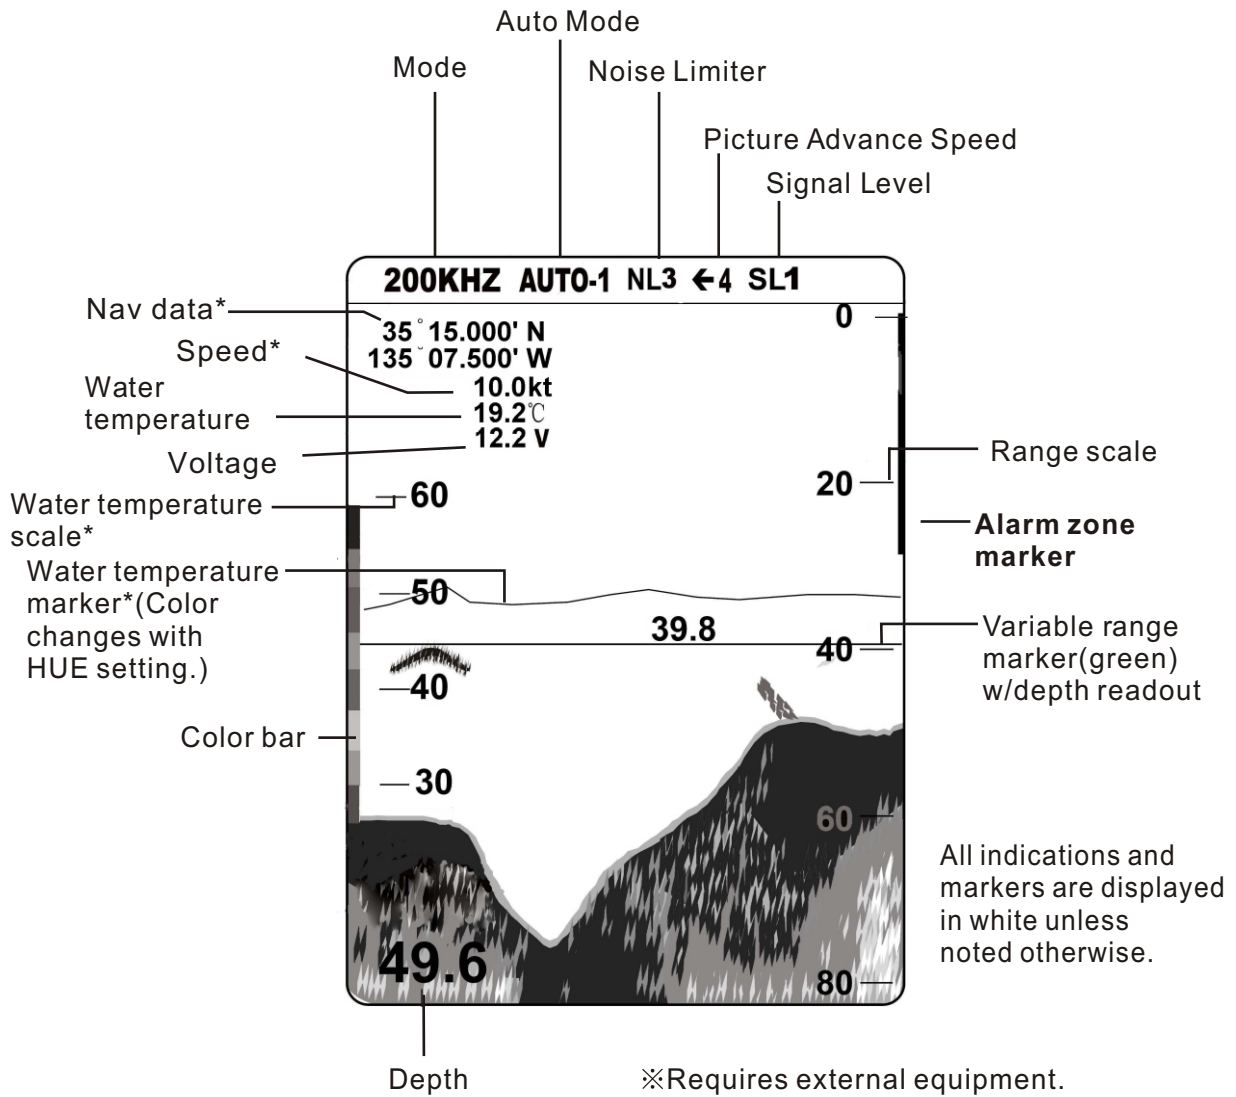 Auto Mode
Mode
Noise Limiter
Picture Advance Speed
Signal Level
200KHZ AUTO-1 NL3 ←4 SL1
Nav data*
35°15.000' N
135°07.500' W
Speed*
10.0kt
Water
temperature
19.2℃
Voltage
12.2 V
Water temperature
scale*
Water temperature
marker*(Color
changes with
HUE setting.)
Color bar
60
50
40
30
39.8
0
20
40
60
80
Range scale
Alarm zone
marker
Variable range
marker(green)
w/depth readout
All indications and
markers are displayed
in white unless
noted otherwise.
49.6
Depth
※Requires external equipment.